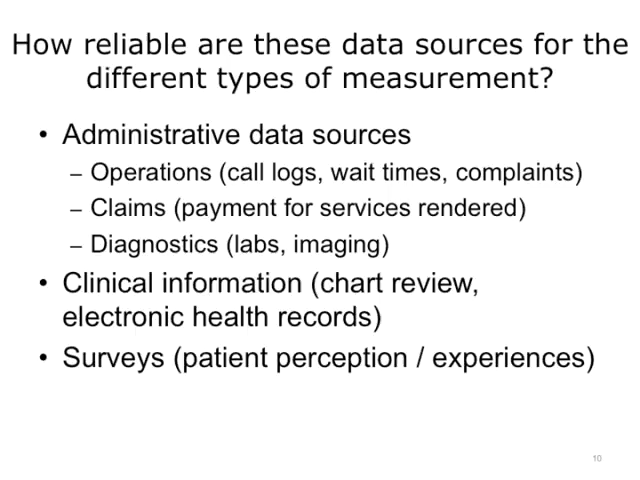 How reliable are these data sources for the
different types of measurement?
• Administrative data sources
– Operations (call logs, wait times, complaints)
– Claims (payment for services rendered)
– Diagnostics (labs, imaging)
• Clinical information (chart review,
electronic health records)
• Surveys (patient perception / experiences)
10